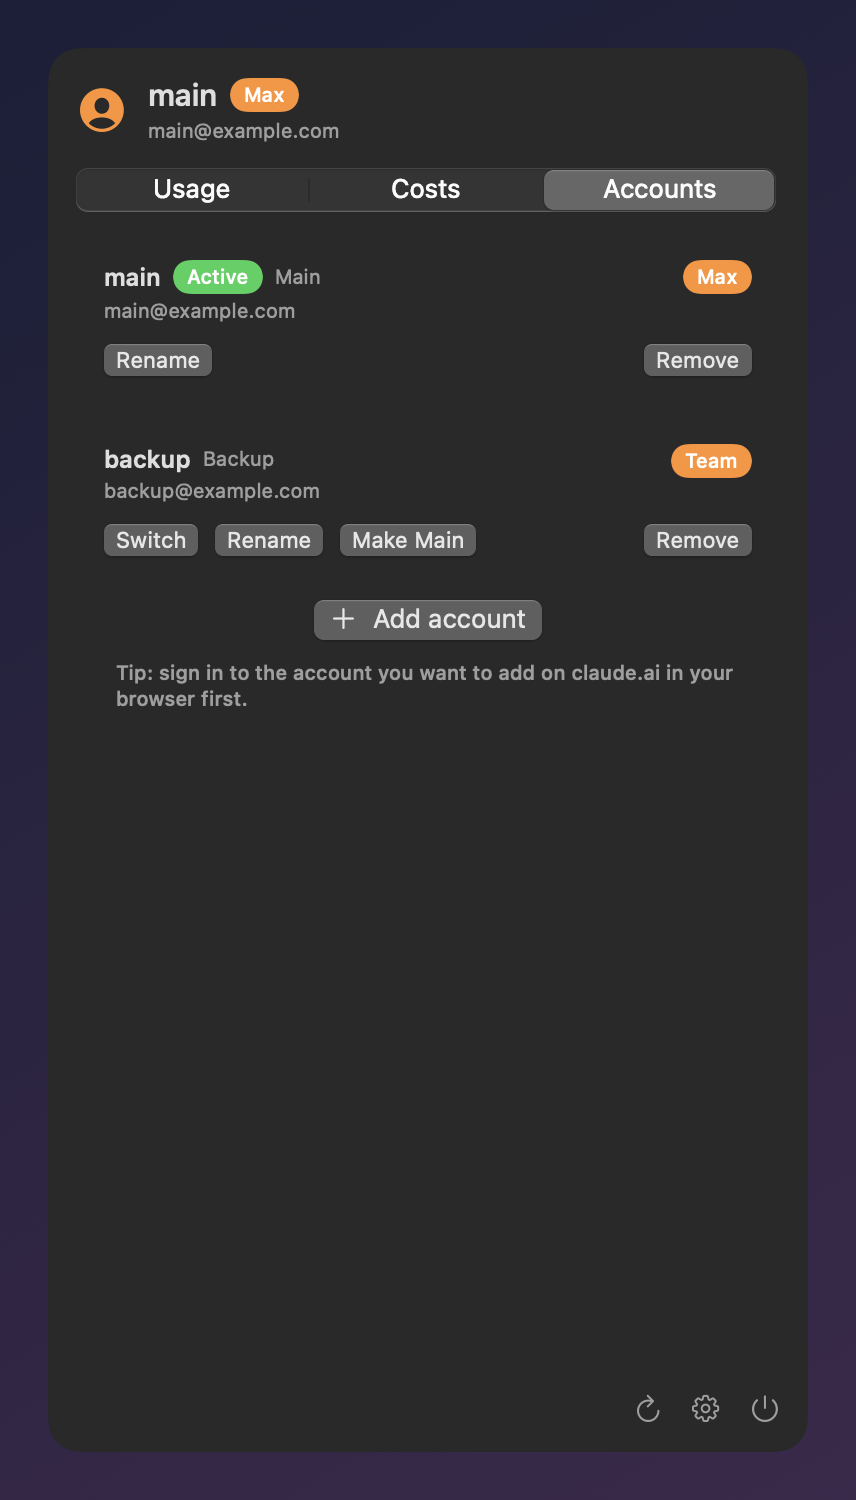 main Max
main@example.com
Usage Costs Accounts
main Active Main Max
main@example.com
Rename Remove
backup Backup Team
backup@example.com
Switch Rename Make Main Remove
+ Add account
Tip: sign in to the account you want to add on claude.ai in your
browser first.